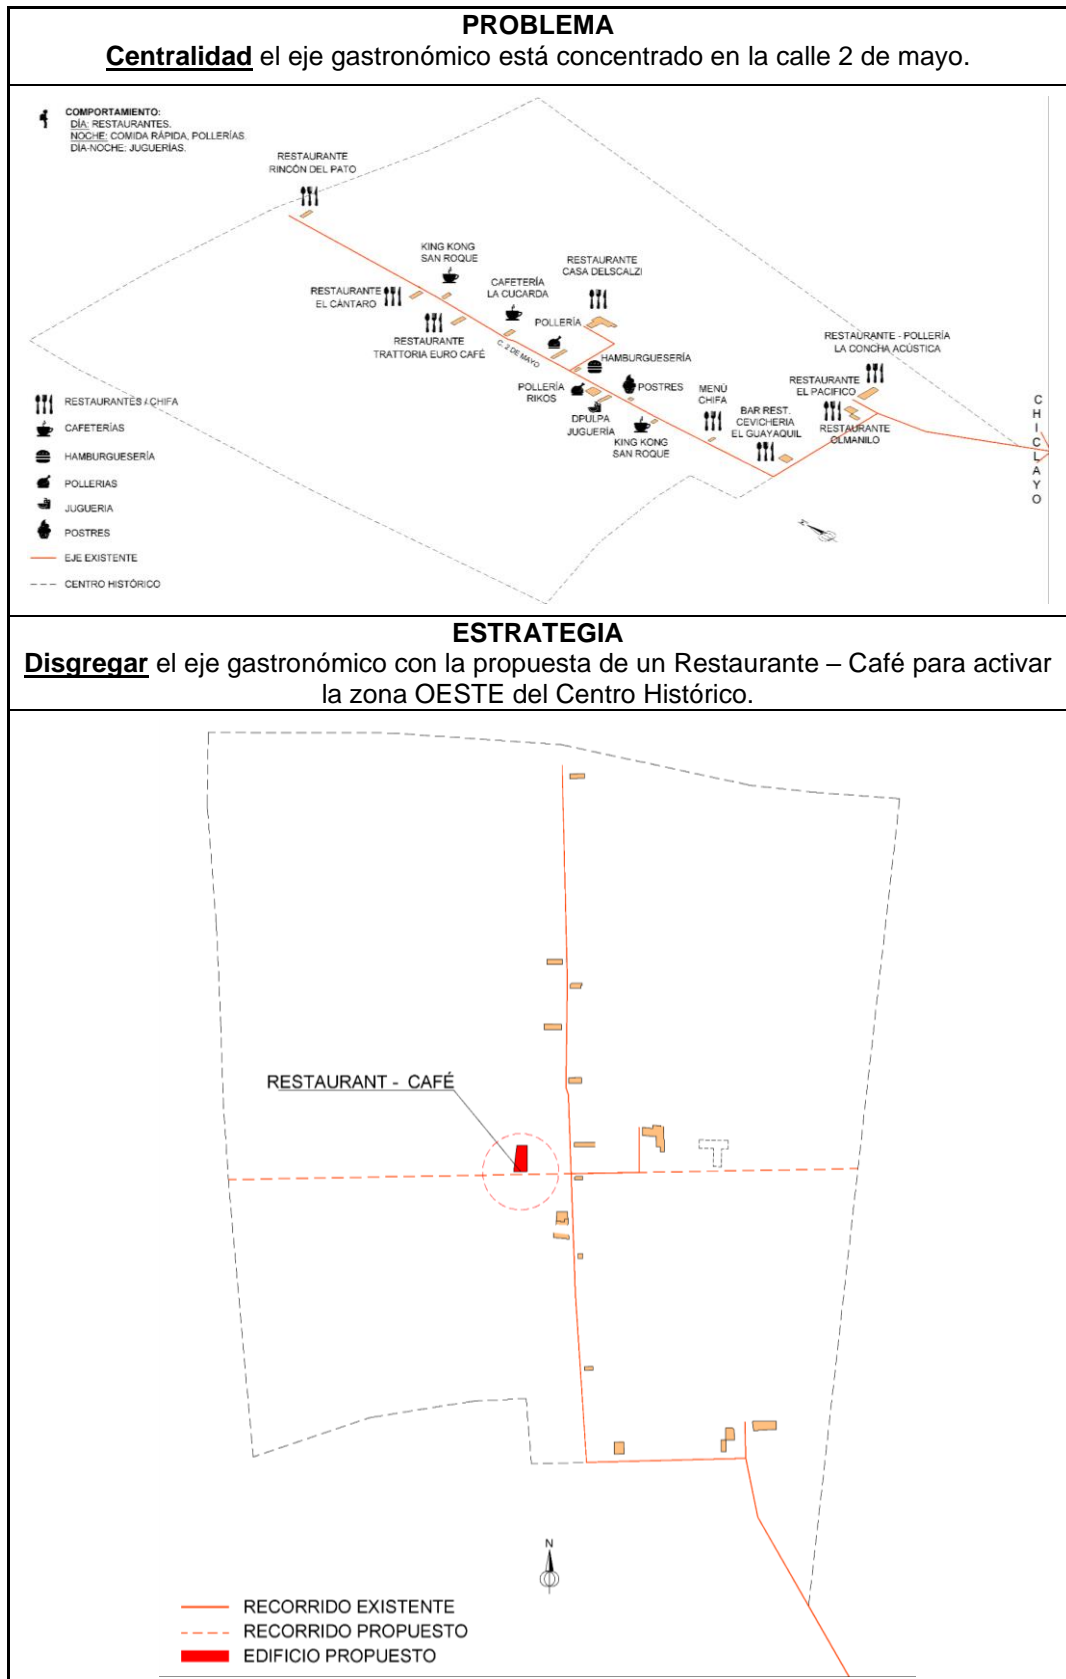 PROBLEMA
Centralidad el eje gastronómico está concentrado en la calle 2 de mayo.
COMPORTAMIENTO:
DÍA: RESTAURANTES.
NOCHE: COMIDA RÁPIDA, POLLERÍAS.
DÍA-NOCHE: JUGUERÍAS.
RESTAURANTE
RINCÓN DEL PATO
KING KONG
SAN ROQUE
RESTAURANTE
CASA DELSCALZI
CAFETERÍA
LA CUCARDA
RESTAURANTE
EL CÁNTARO
POLLERÍA
RESTAURANTE
TRATTORIA EURO CAFÉ
C. 2 DE MAYO
HAMBURGUESERÍA
RESTAURANTE - POLLERÍA
LA CONCHA ACÚSTICA
POLLERÍA
RIKOS
POSTRES
MENÚ
CHIFA
RESTAURANTE
EL PACIFICO
DPULPA
JUGUERÍA
KING KONG
SAN ROQUE
BAR REST.
CEVICHERIA
EL GUAYAQUIL
RESTAURANTE
OLMANILO
CHICLAYO
RESTAURANTES / CHIFA
CAFETERÍAS
HAMBURGUESERÍA
POLLERIAS
JUGUERIA
POSTRES
EJE EXISTENTE
CENTRO HISTÓRICO
ESTRATEGIA
Disgregar el eje gastronómico con la propuesta de un Restaurante – Café para activar
la zona OESTE del Centro Histórico.
RESTAURANT - CAFÉ
N
RECORRIDO EXISTENTE
RECORRIDO PROPUESTO
EDIFICIO PROPUESTO